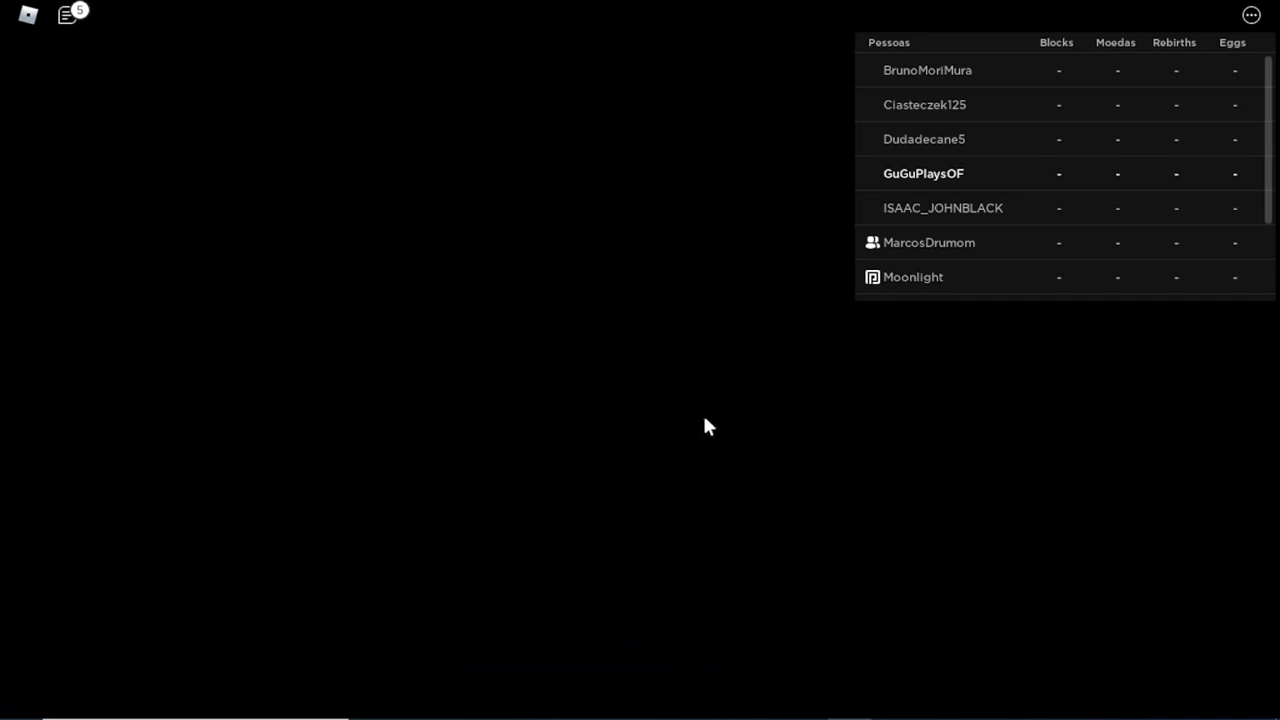 5
Pessoas Blocks Moedas Rebirths Eggs
BrunoMoriMura - - - -
Ciasteczek125 - - - -
Dudadecane5 - - - -
GuGuPlaysOF - - - -
ISAAC_JOHNBLACK - - - -
MarcosDrumom - - - -
Moonlight - - - -